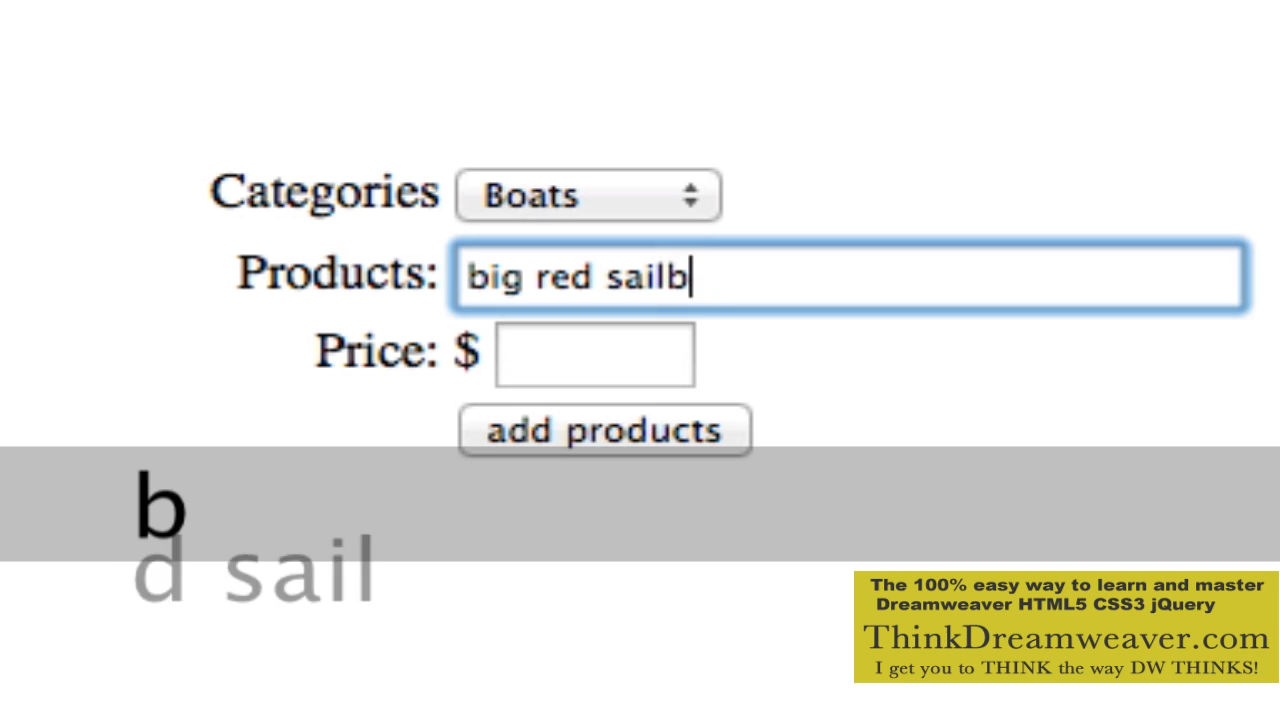 Categories Boats
Products: big red sailb
Price: $
add products
b
d sail
The 100% easy way to learn and master
Dreamweaver HTML5 CSS3 jQuery
ThinkDreamweaver.com
I get you to THINK the way DW THINKS!